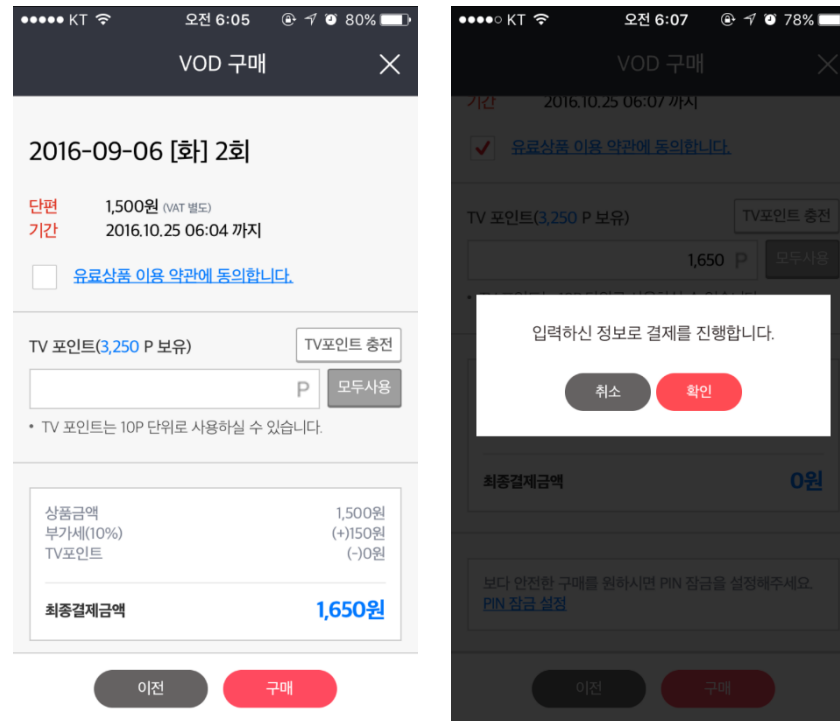 KT 오전 6:05 80%
VOD 구매
2016-09-06 [화] 2회
단편 1,500원 (VAT 별도)
기간 2016.10.25 06:04 까지
유료상품 이용 약관에 동의합니다.
TV 포인트(3,250 P 보유) TV포인트 충전
P 모두사용
• TV 포인트는 10P 단위로 사용하실 수 있습니다.
상품금액 1,500원
부가세(10%) (+)150원
TV포인트 (-)0원
최종결제금액 1,650원
이전 구매
KT 오전 6:07 78%
VOD 구매
기간 2016.10.25 06:07 까지
유료상품 이용 약관에 동의합니다.
TV 포인트(3,250 P 보유) TV포인트 충전
1,650 P 모두사용
입력하신 정보로 결제를 진행합니다.
취소 확인
최종결제금액 0원
보다 안전한 구매를 원하시면 PIN 잠금을 설정해주세요.
PIN 잠금 설정
이전 구매